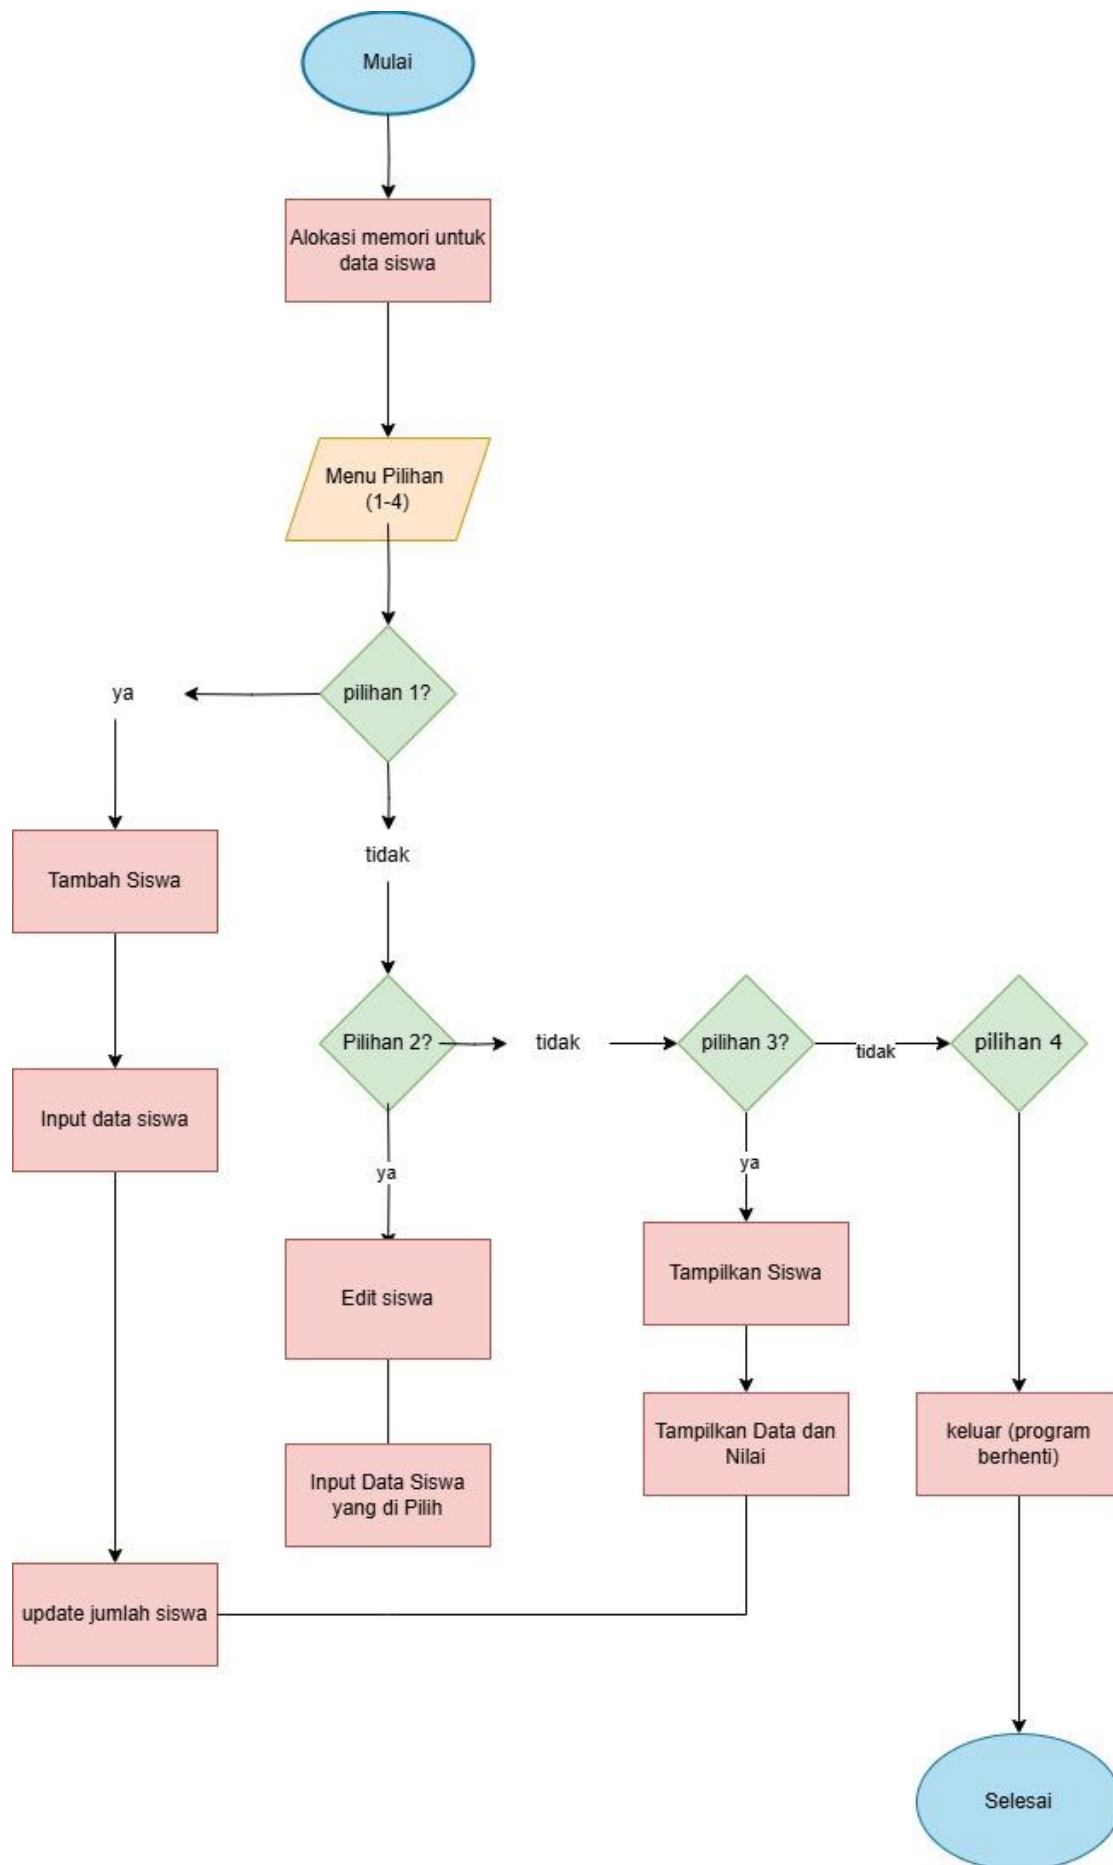 Mulai
Alokasi memori untuk
data siswa
Menu Pilihan
(1-4)
pilihan 1?
ya
tidak
Tambah Siswa
Input data siswa
update jumlah siswa
Pilihan 2?
tidak
pilihan 3?
tidak
pilihan 4
ya
Edit siswa
Input Data Siswa
yang di Pilih
ya
Tampilkan Siswa
Tampilkan Data dan
Nilai
keluar (program
berhenti)
Selesai